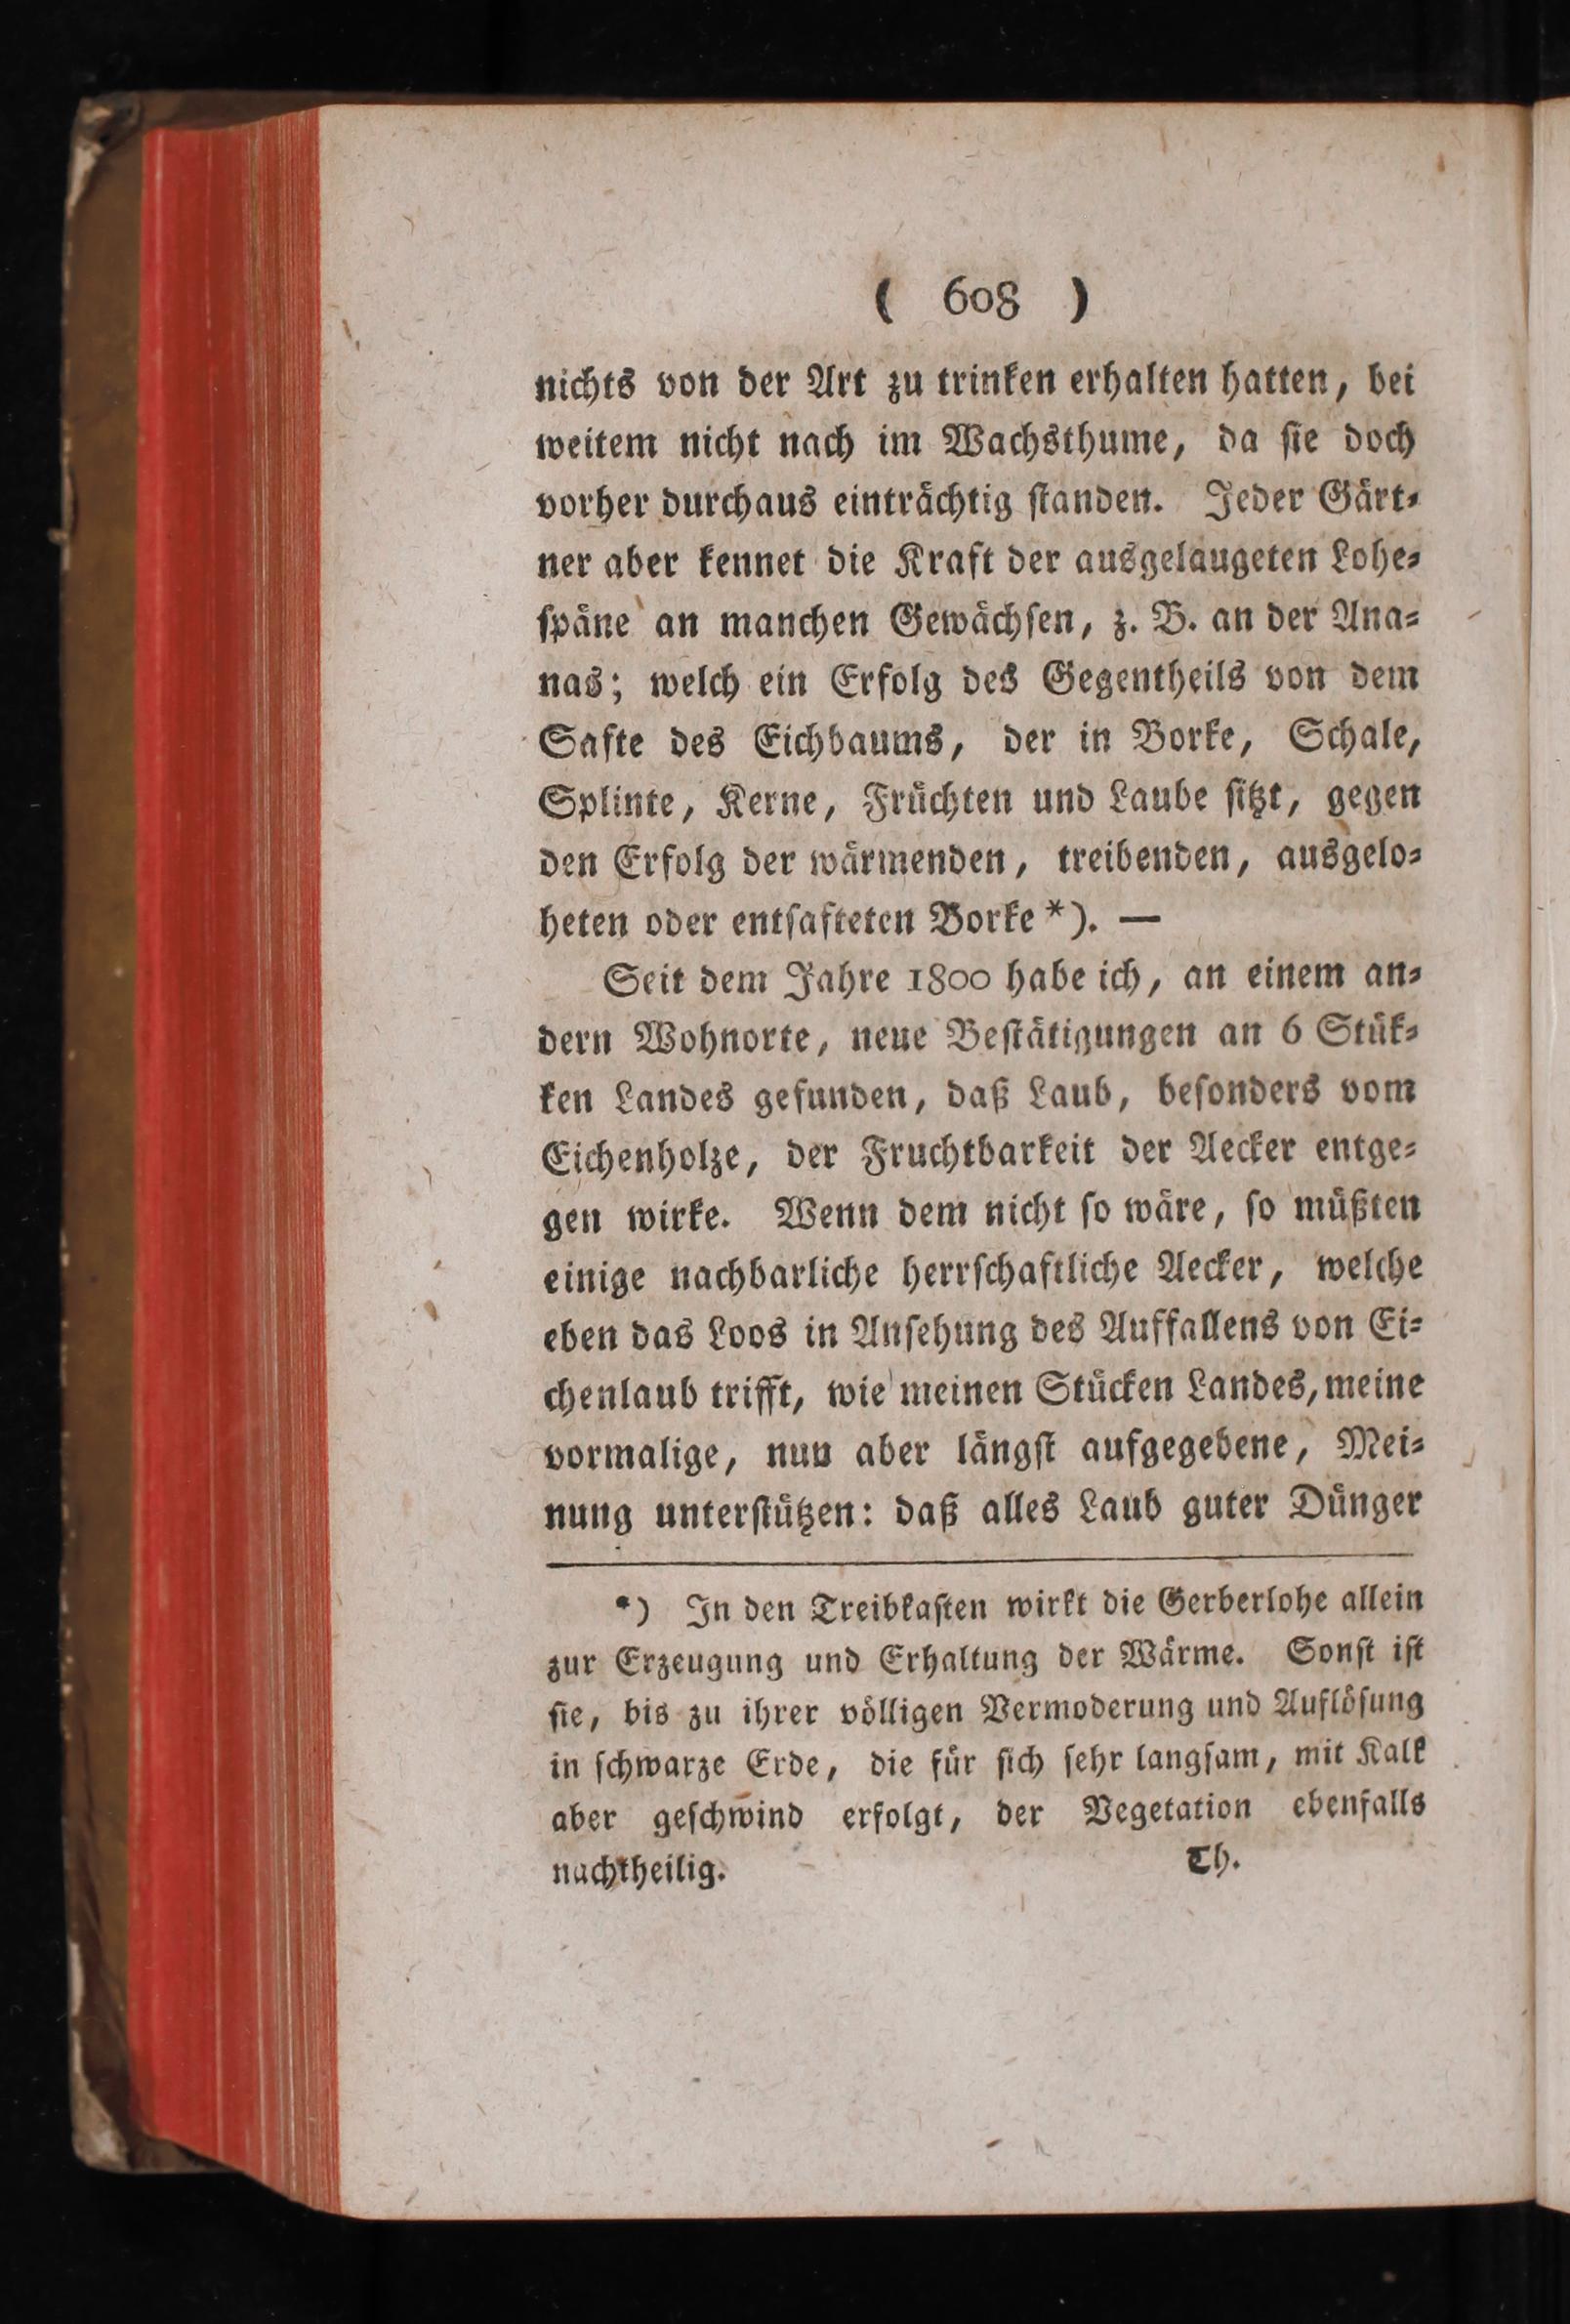 ( 608 )
nichts von der Art zu trinken erhalten hatten, bei
weitem nicht nach im Wachsthume, da ſie doch
vorher durchaus einträchtig ſtanden. Jeder Gärt⸗
ner aber kennet die Kraft der ausgelaugeten Lohe⸗
ſpäne an manchen Gewächſen, z. B. an der Ana⸗
nas; welch ein Erfolg des Gegentheils von dem
Safte des Eichbaums, der in Borke, Schale,
Splinte, Kerne, Früchten und Laube ſitzt, gegen
den Erfolg der wärmenden, treibenden, ausgelo⸗
heten oder entſafteten Borke *). —
Seit dem Jahre 1800 habe ich, an einem an⸗
dern Wohnorte, neue Beſtätigungen an 6 Stük⸗
ken Landes gefunden, daß Laub, beſonders vom
Eichenholze, der Fruchtbarkeit der Aecker entge⸗
gen wirke. Wenn dem nicht ſo wäre, ſo müßten
einige nachbarliche herrſchaftliche Aecker, welche
eben das Loos in Anſehung des Auffallens von Ei⸗
chenlaub trifft, wie meinen Stücken Landes, meine
vormalige, nun aber längſt aufgegebene, Mei⸗
nung unterſtützen: daß alles Laub guter Dünger
*) In den Treibkaſten wirkt die Gerberlohe allein
zur Erzeugung und Erhaltung der Wärme. Sonſt iſt
ſie, bis zu ihrer völligen Vermoderung und Auflöſung
in ſchwarze Erde, die für ſich ſehr langſam, mit Kalk
aber geſchwind erfolgt, der Vegetation ebenfalls
nachtheilig. Th.